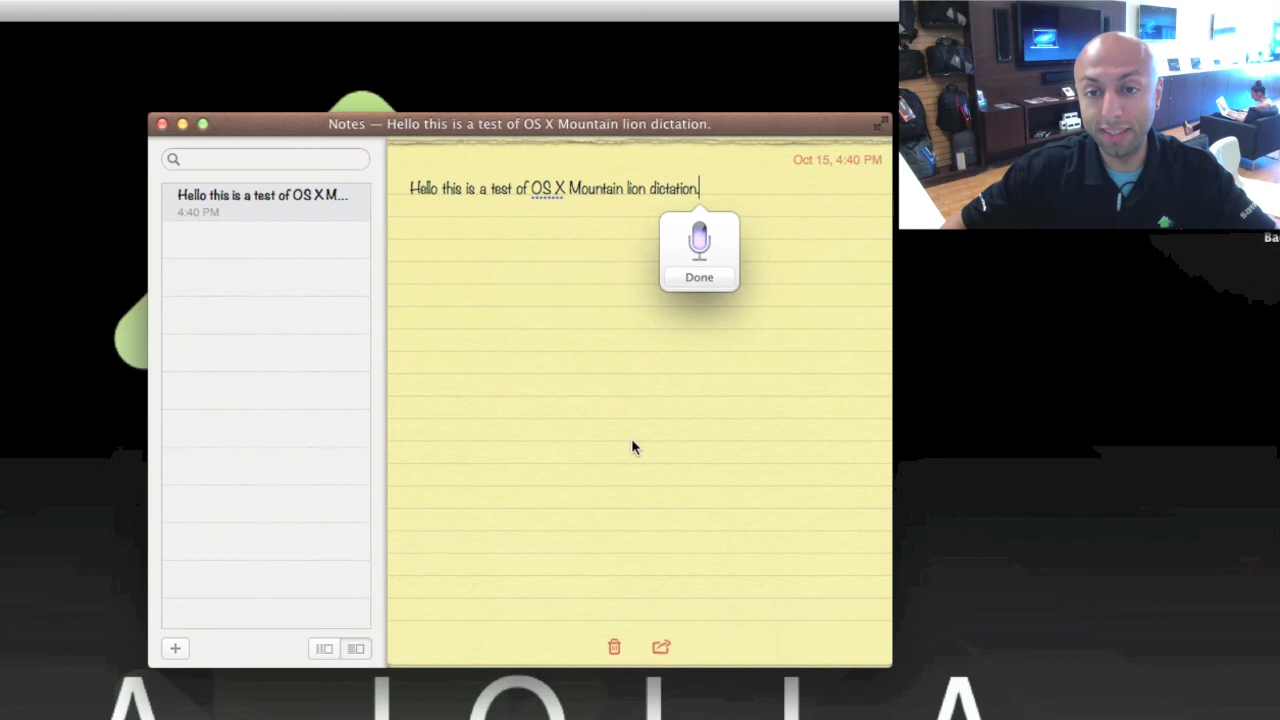 Notes — Hello this is a test of OS X Mountain lion dictation.
Oct 15, 4:40 PM
Hello this is a test of OS X M...
4:40 PM
Hello this is a test of OS X Mountain lion dictation.
Done
Ba